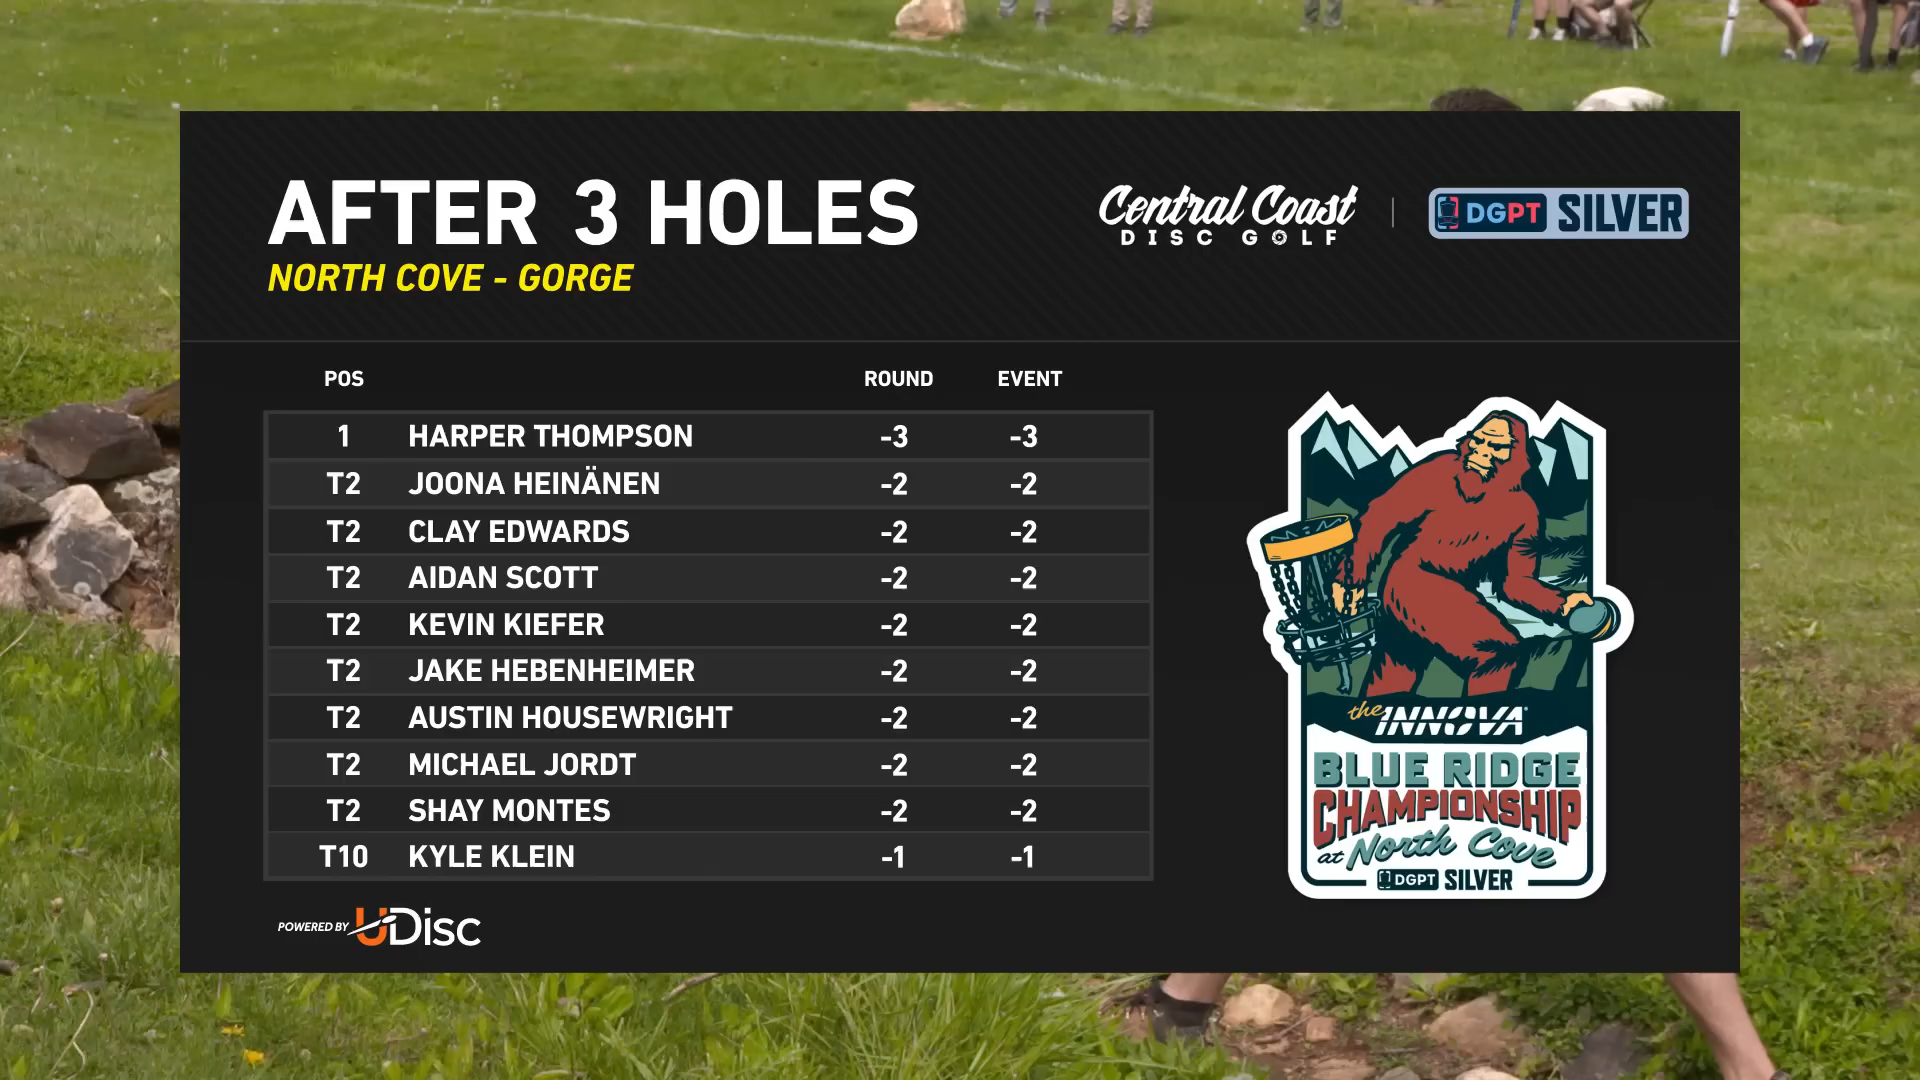 AFTER 3 HOLES
NORTH COVE - GORGE
Central Coast
DISC GOLF
DGPT SILVER
POS ROUND EVENT
1 HARPER THOMPSON -3 -3
T2 JOONA HEINÄNEN -2 -2
T2 CLAY EDWARDS -2 -2
T2 AIDAN SCOTT -2 -2
T2 KEVIN KIEFER -2 -2
T2 JAKE HEBENHEIMER -2 -2
T2 AUSTIN HOUSEWRIGHT -2 -2
T2 MICHAEL JORDT -2 -2
T2 SHAY MONTES -2 -2
T10 KYLE KLEIN -1 -1
POWERED BY UDisc
the INNOVA
BLUE RIDGE
CHAMPIONSHIP
at North Cove
DGPT SILVER